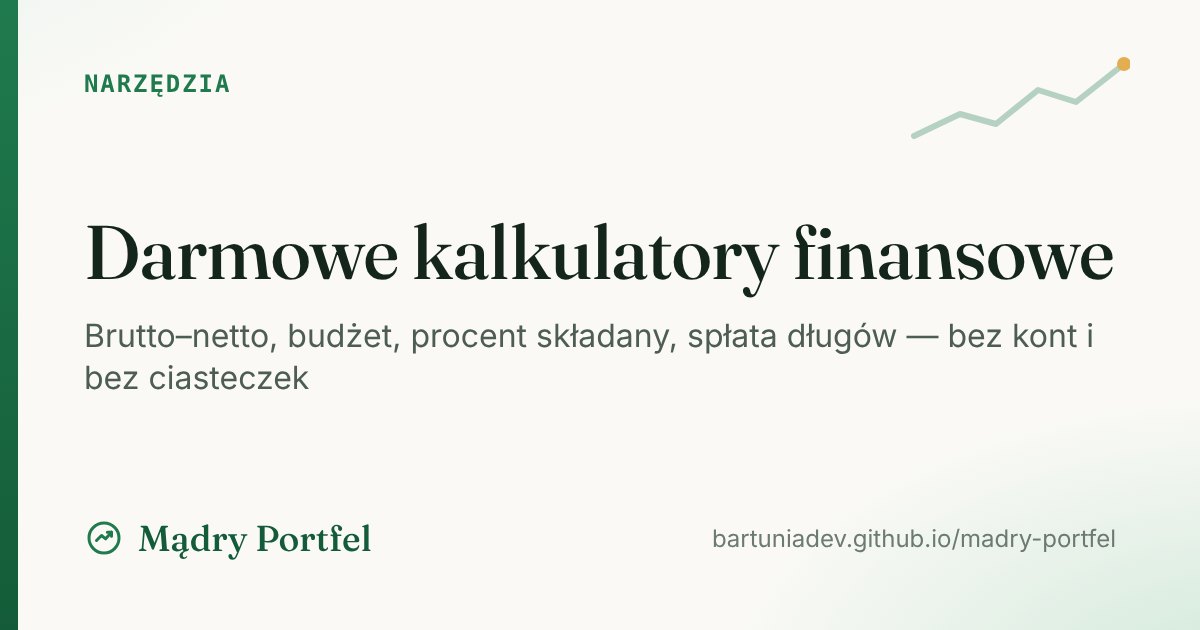 NARZĘDZIA
Darmowe kalkulatory finansowe
Brutto–netto, budżet, procent składany, spłata długów — bez kont i
bez ciasteczek
Mądry Portfel
bartuniadev.github.io/madry-portfel